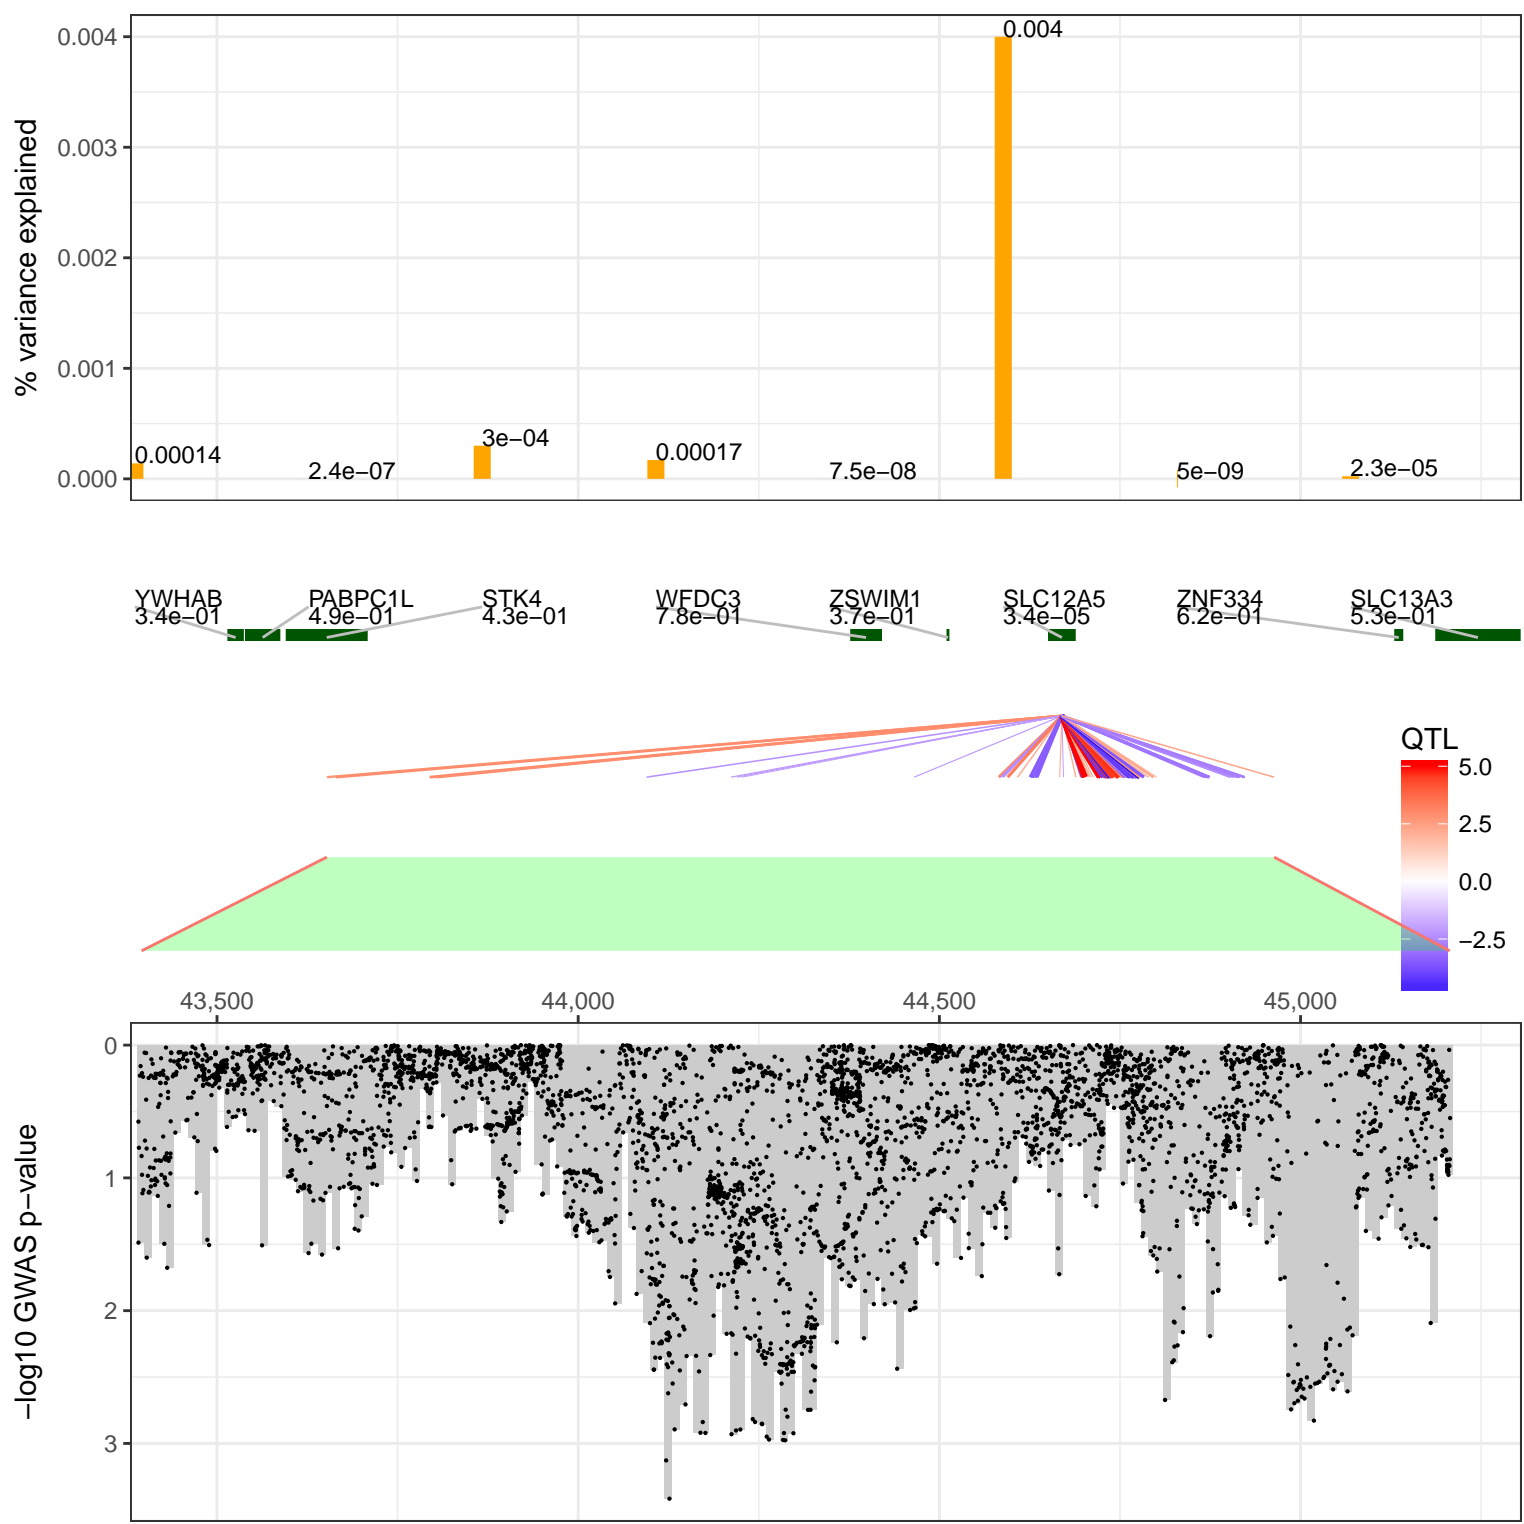 % variance explained
0.004
0.003
0.002
0.001
0.000
0.00014
2.4e−07
3e−04
0.00017
7.5e−08
0.004
5e−09
2.3e−05
YWHAB PABPC1L STK4 WFDC3 ZSWIM1 SLC12A5 ZNF334 SLC13A3
3.4e−01 4.9e−01 4.3e−01 7.8e−01 3.7e−01 3.4e−05 6.2e−01 5.3e−01
QTL
5.0
2.5
0.0
−2.5
43,500 44,000 44,500 45,000
−log10 GWAS p−value
0
1
2
3